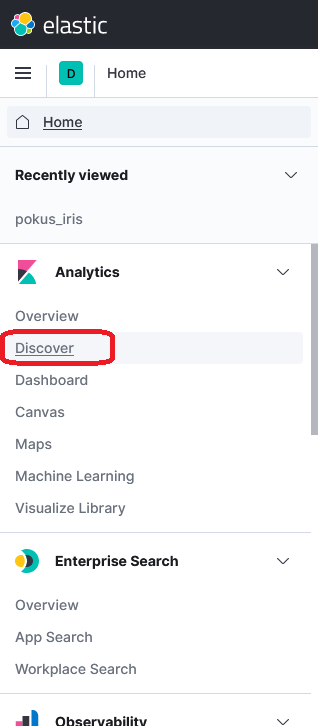 elastic
D Home
Home
Recently viewed
pokus_iris
Analytics
Overview
Discover
Dashboard
Canvas
Maps
Machine Learning
Visualize Library
Enterprise Search
Overview
App Search
Workplace Search
Observability